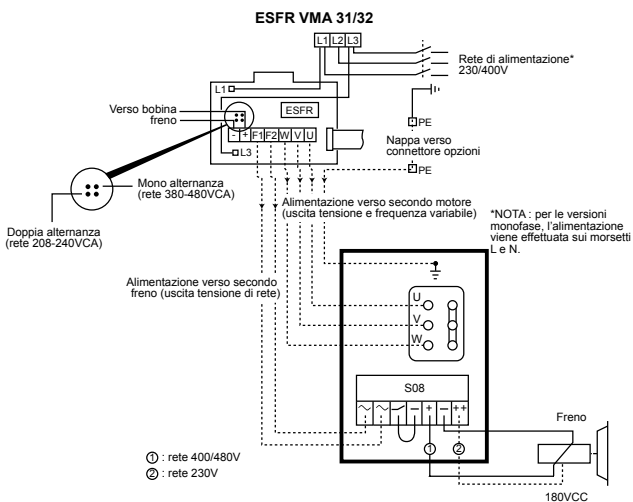 ESFR VMA 31/32
L1 L2 L3
Rete di alimentazione*
230/400V
L1
Verso bobina
freno
ESFR
PE
- + F1 F2 W V U
Nappa verso
connettore opzioni
L3
PE
Mono alternanza
(rete 380-480VCA)
Doppia alternanza
(rete 208-240VCA)
Alimentazione verso secondo motore
(uscita tensione e frequenza variabile)
*NOTA : per le versioni
monofase, l'alimentazione
viene effettuata sui morsetti
L e N.
Alimentazione verso secondo
freno (uscita tensione di rete)
U
V
W
S08
~ ~ — + — ++
Freno
1 2
① : rete 400/480V
② : rete 230V
180VCC